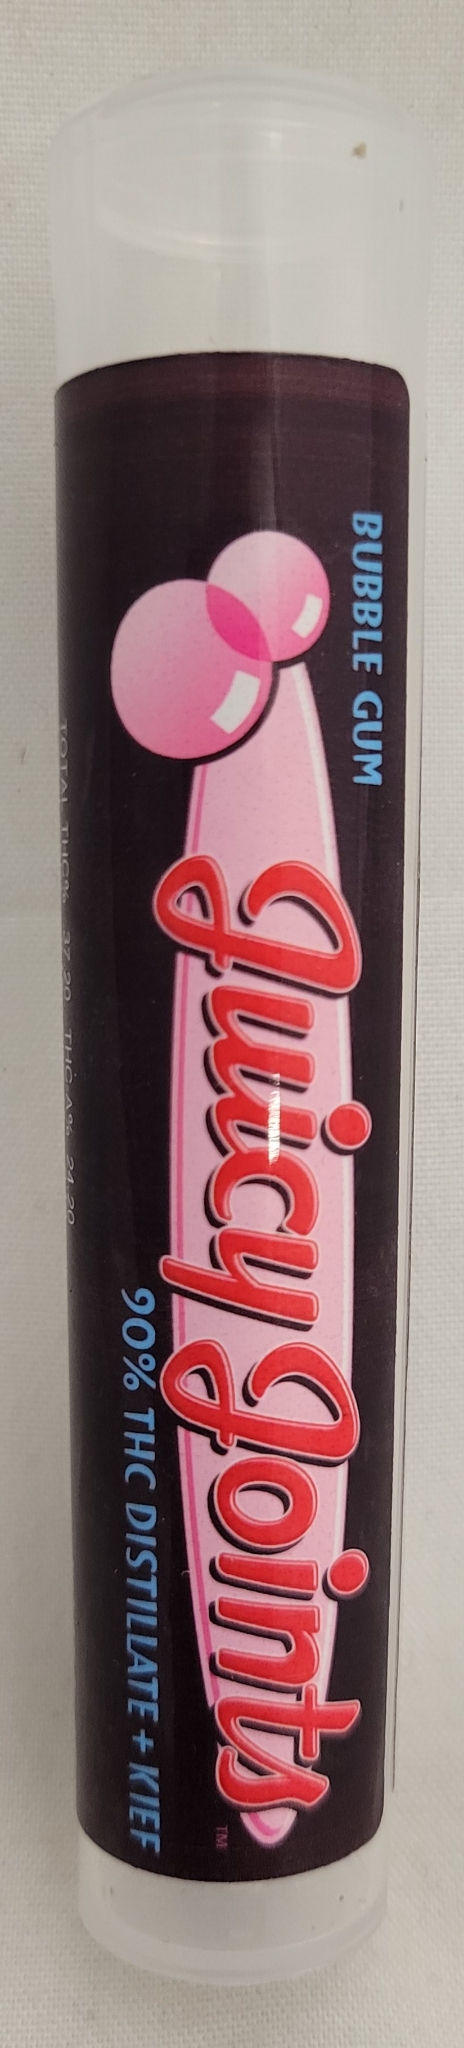 BUBBLE GUM
Juicy Joints
TM
90% THC DISTILLATE + KIEF
TOTAL THC% 37.20 THCA% 24.20